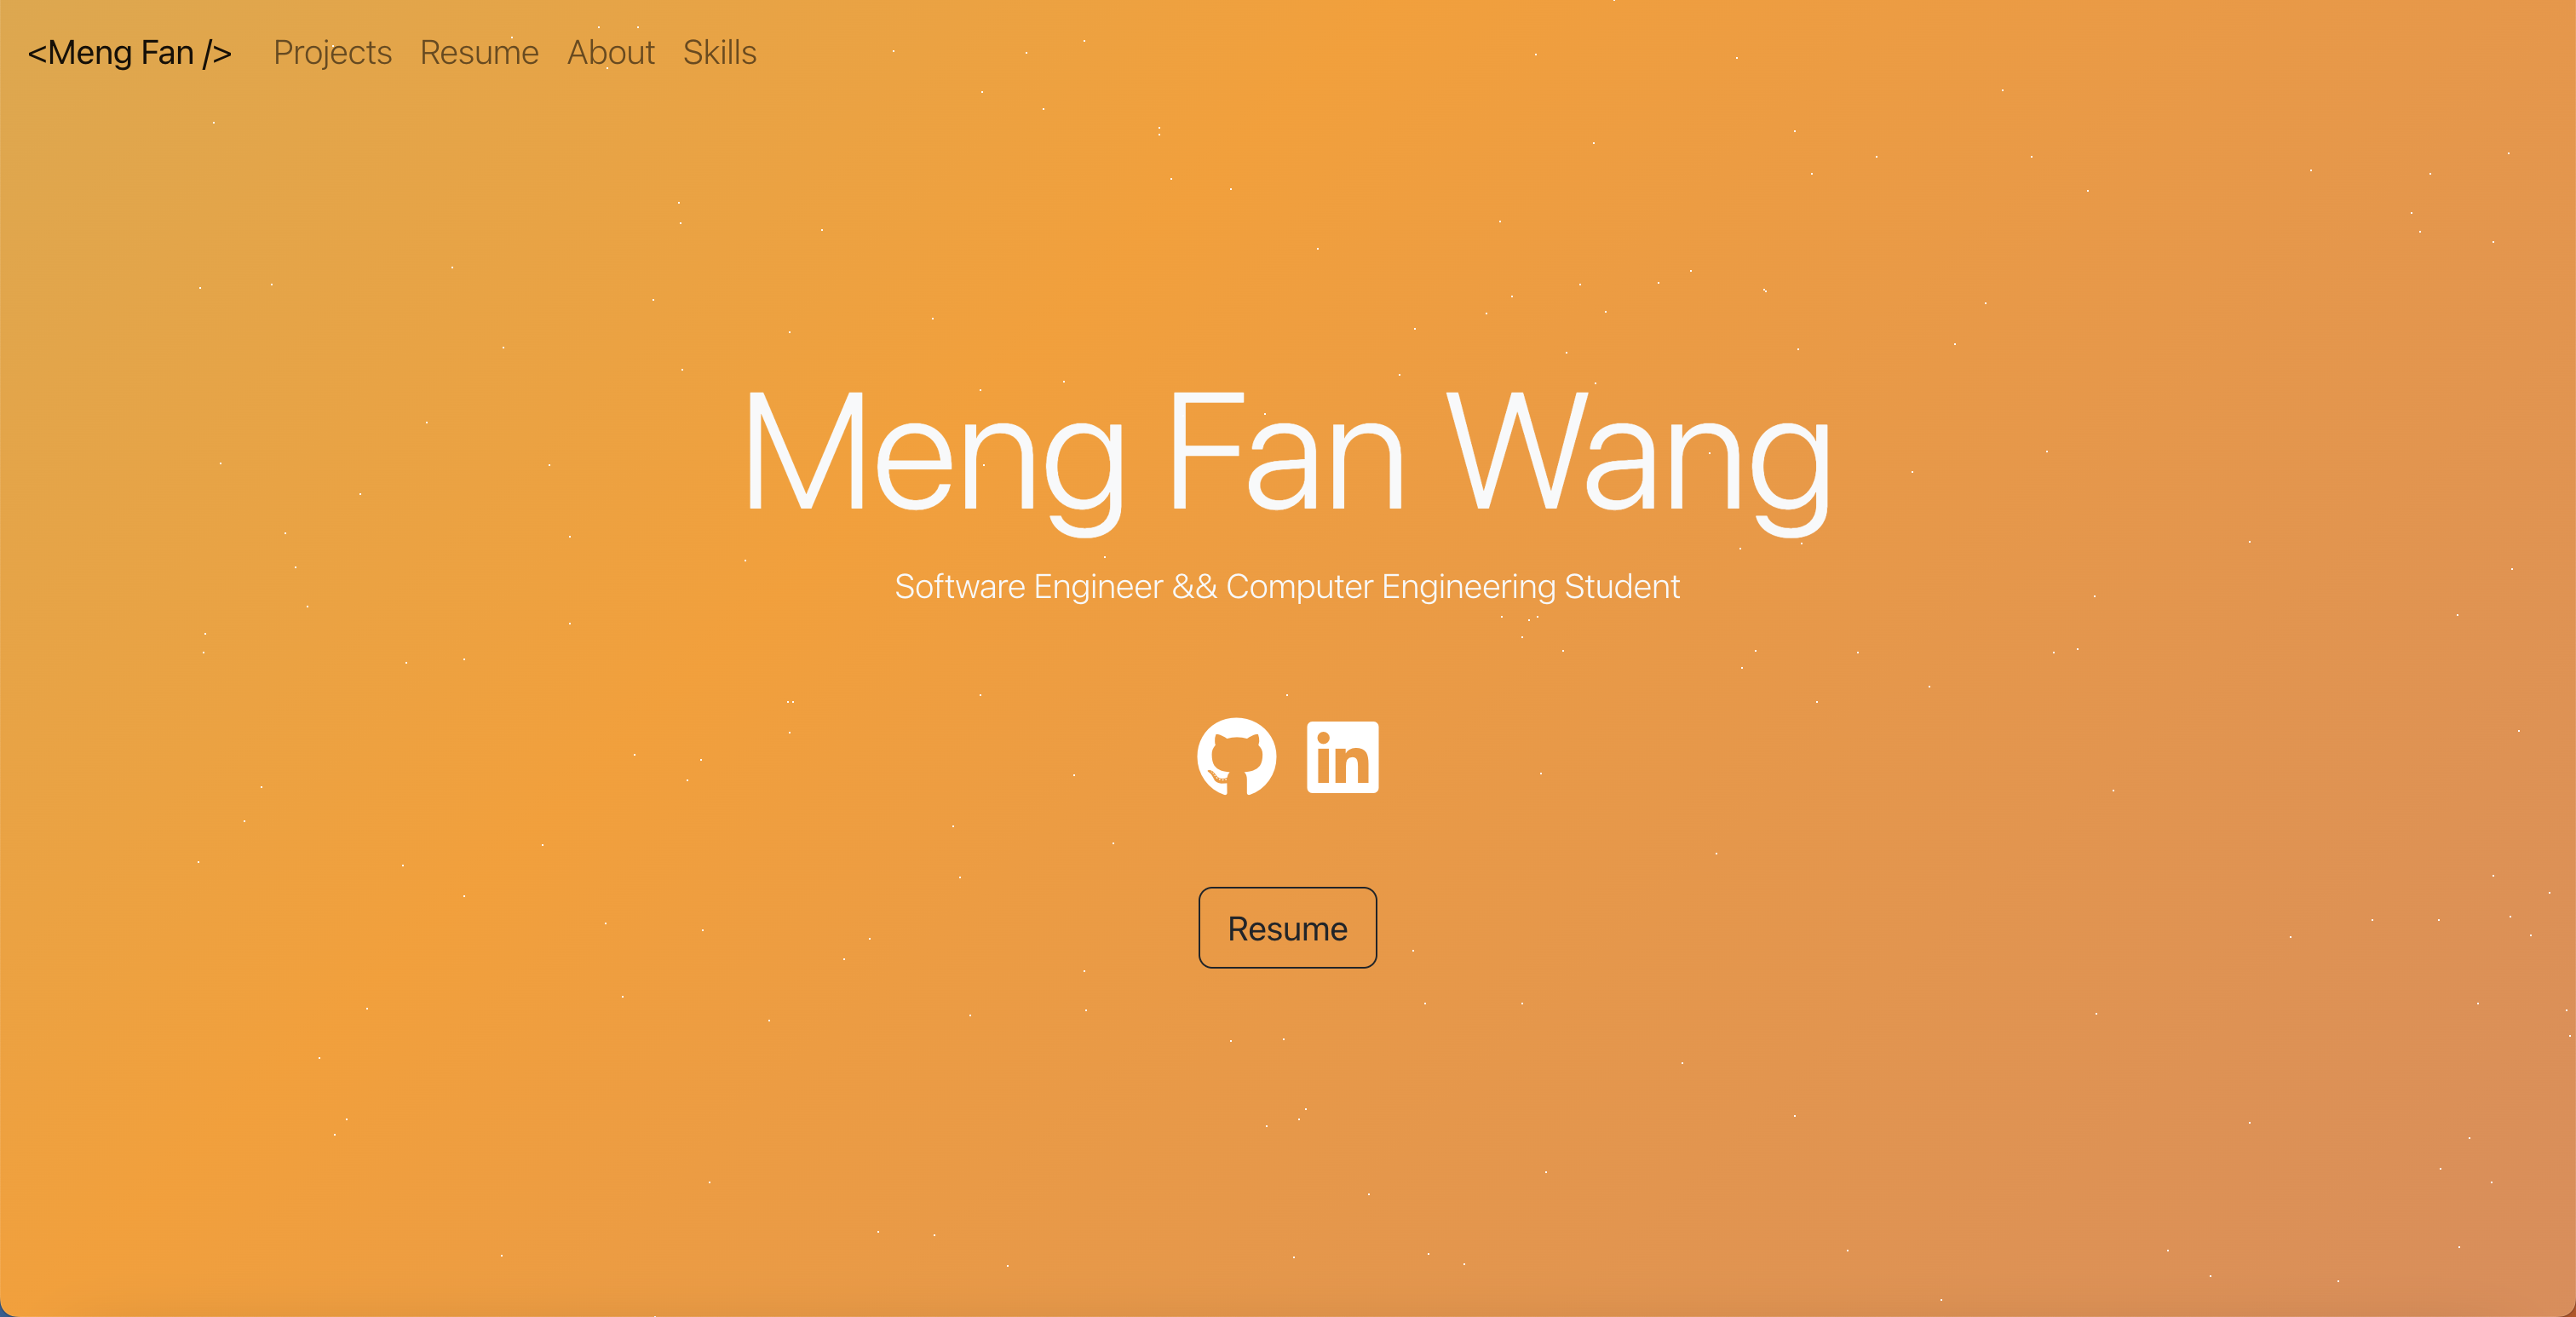 <Meng Fan /> Projects Resume About Skills
Meng Fan Wang
Software Engineer && Computer Engineering Student
in
Resume